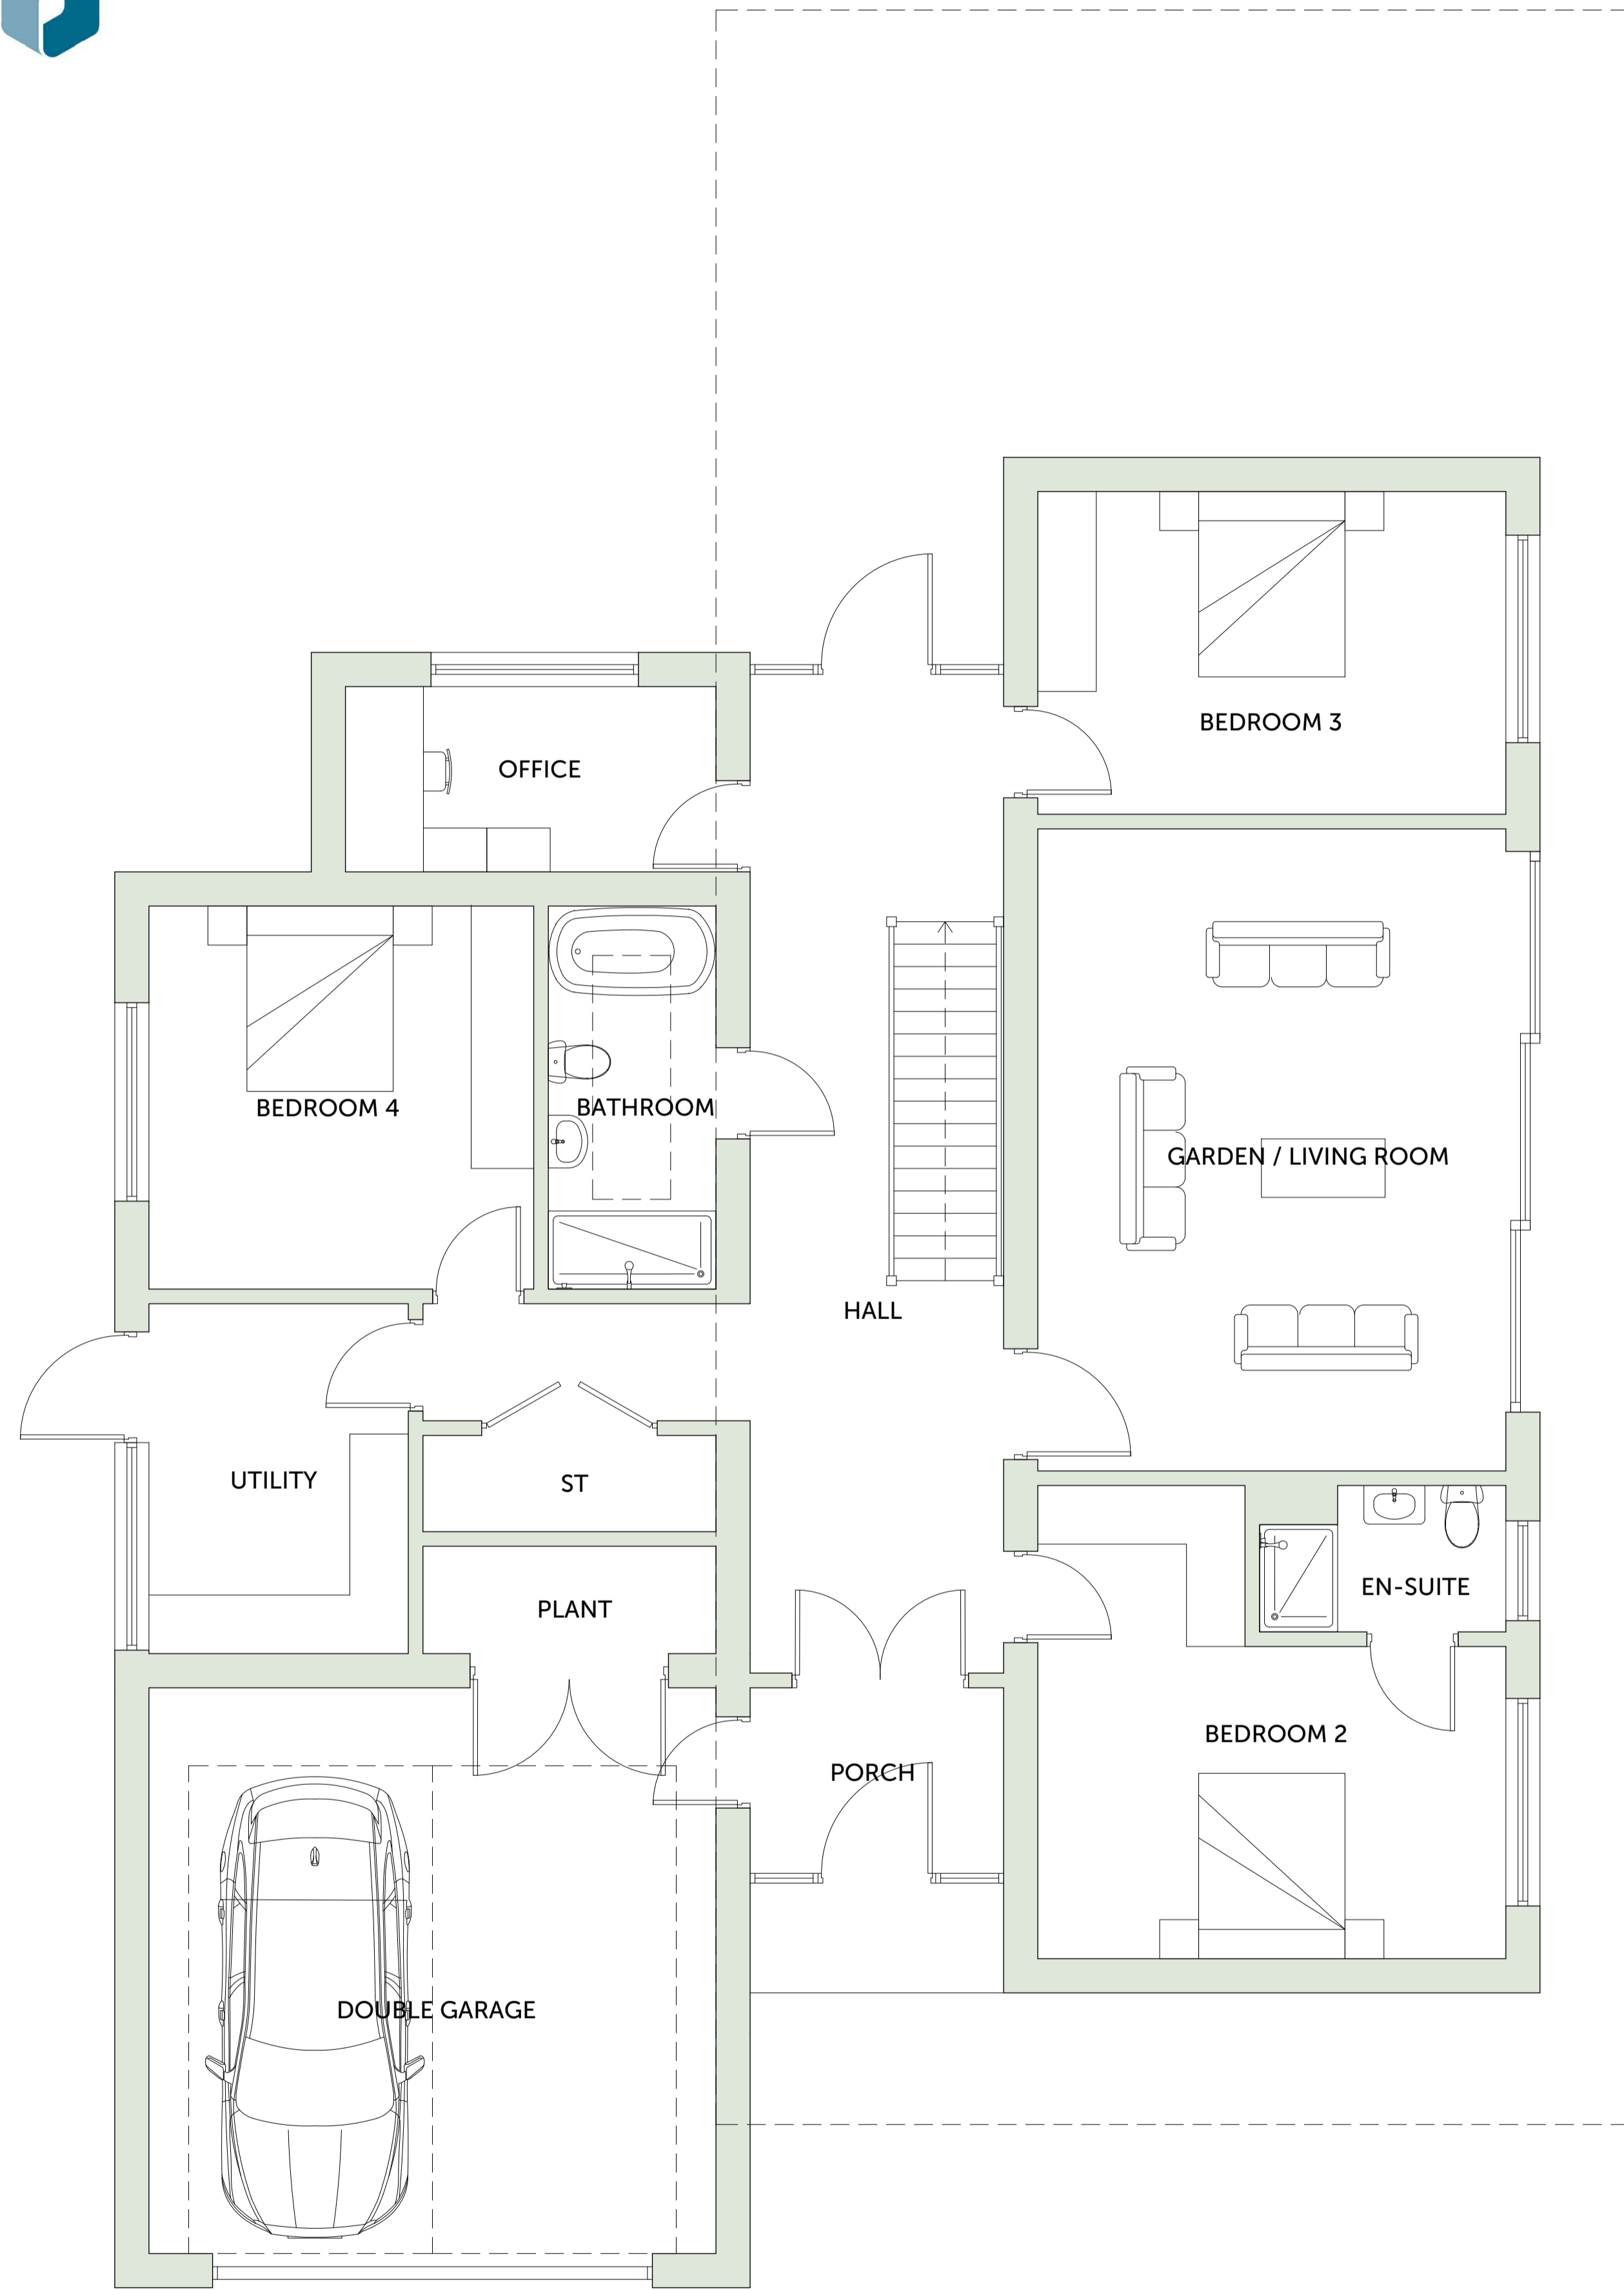 BEDROOM 3
OFFICE
BEDROOM 4
BATHROOM
GARDEN / LIVING ROOM
HALL
UTILITY
ST
EN-SUITE
PLANT
BEDROOM 2
PORCH
DOUBLE GARAGE